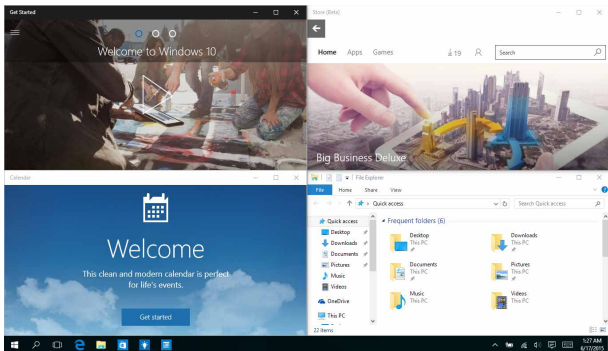 Get Started
Welcome to Windows 10
Store (Beta)
Home Apps Games 19 Search
Big Business Deluxe
Calendar
Welcome
This clean and modern calendar is perfect
for life's events.
Get started
File Explorer
File Home Share View
Quick access Search Quick access
Quick access
Desktop
Downloads
Documents
Pictures
Music
Videos
OneDrive
This PC
Frequent folders (6)
Desktop
This PC
Downloads
This PC
Documents
This PC
Pictures
This PC
Music
This PC
Videos
This PC
22 items
5:27 AM
6/17/2015